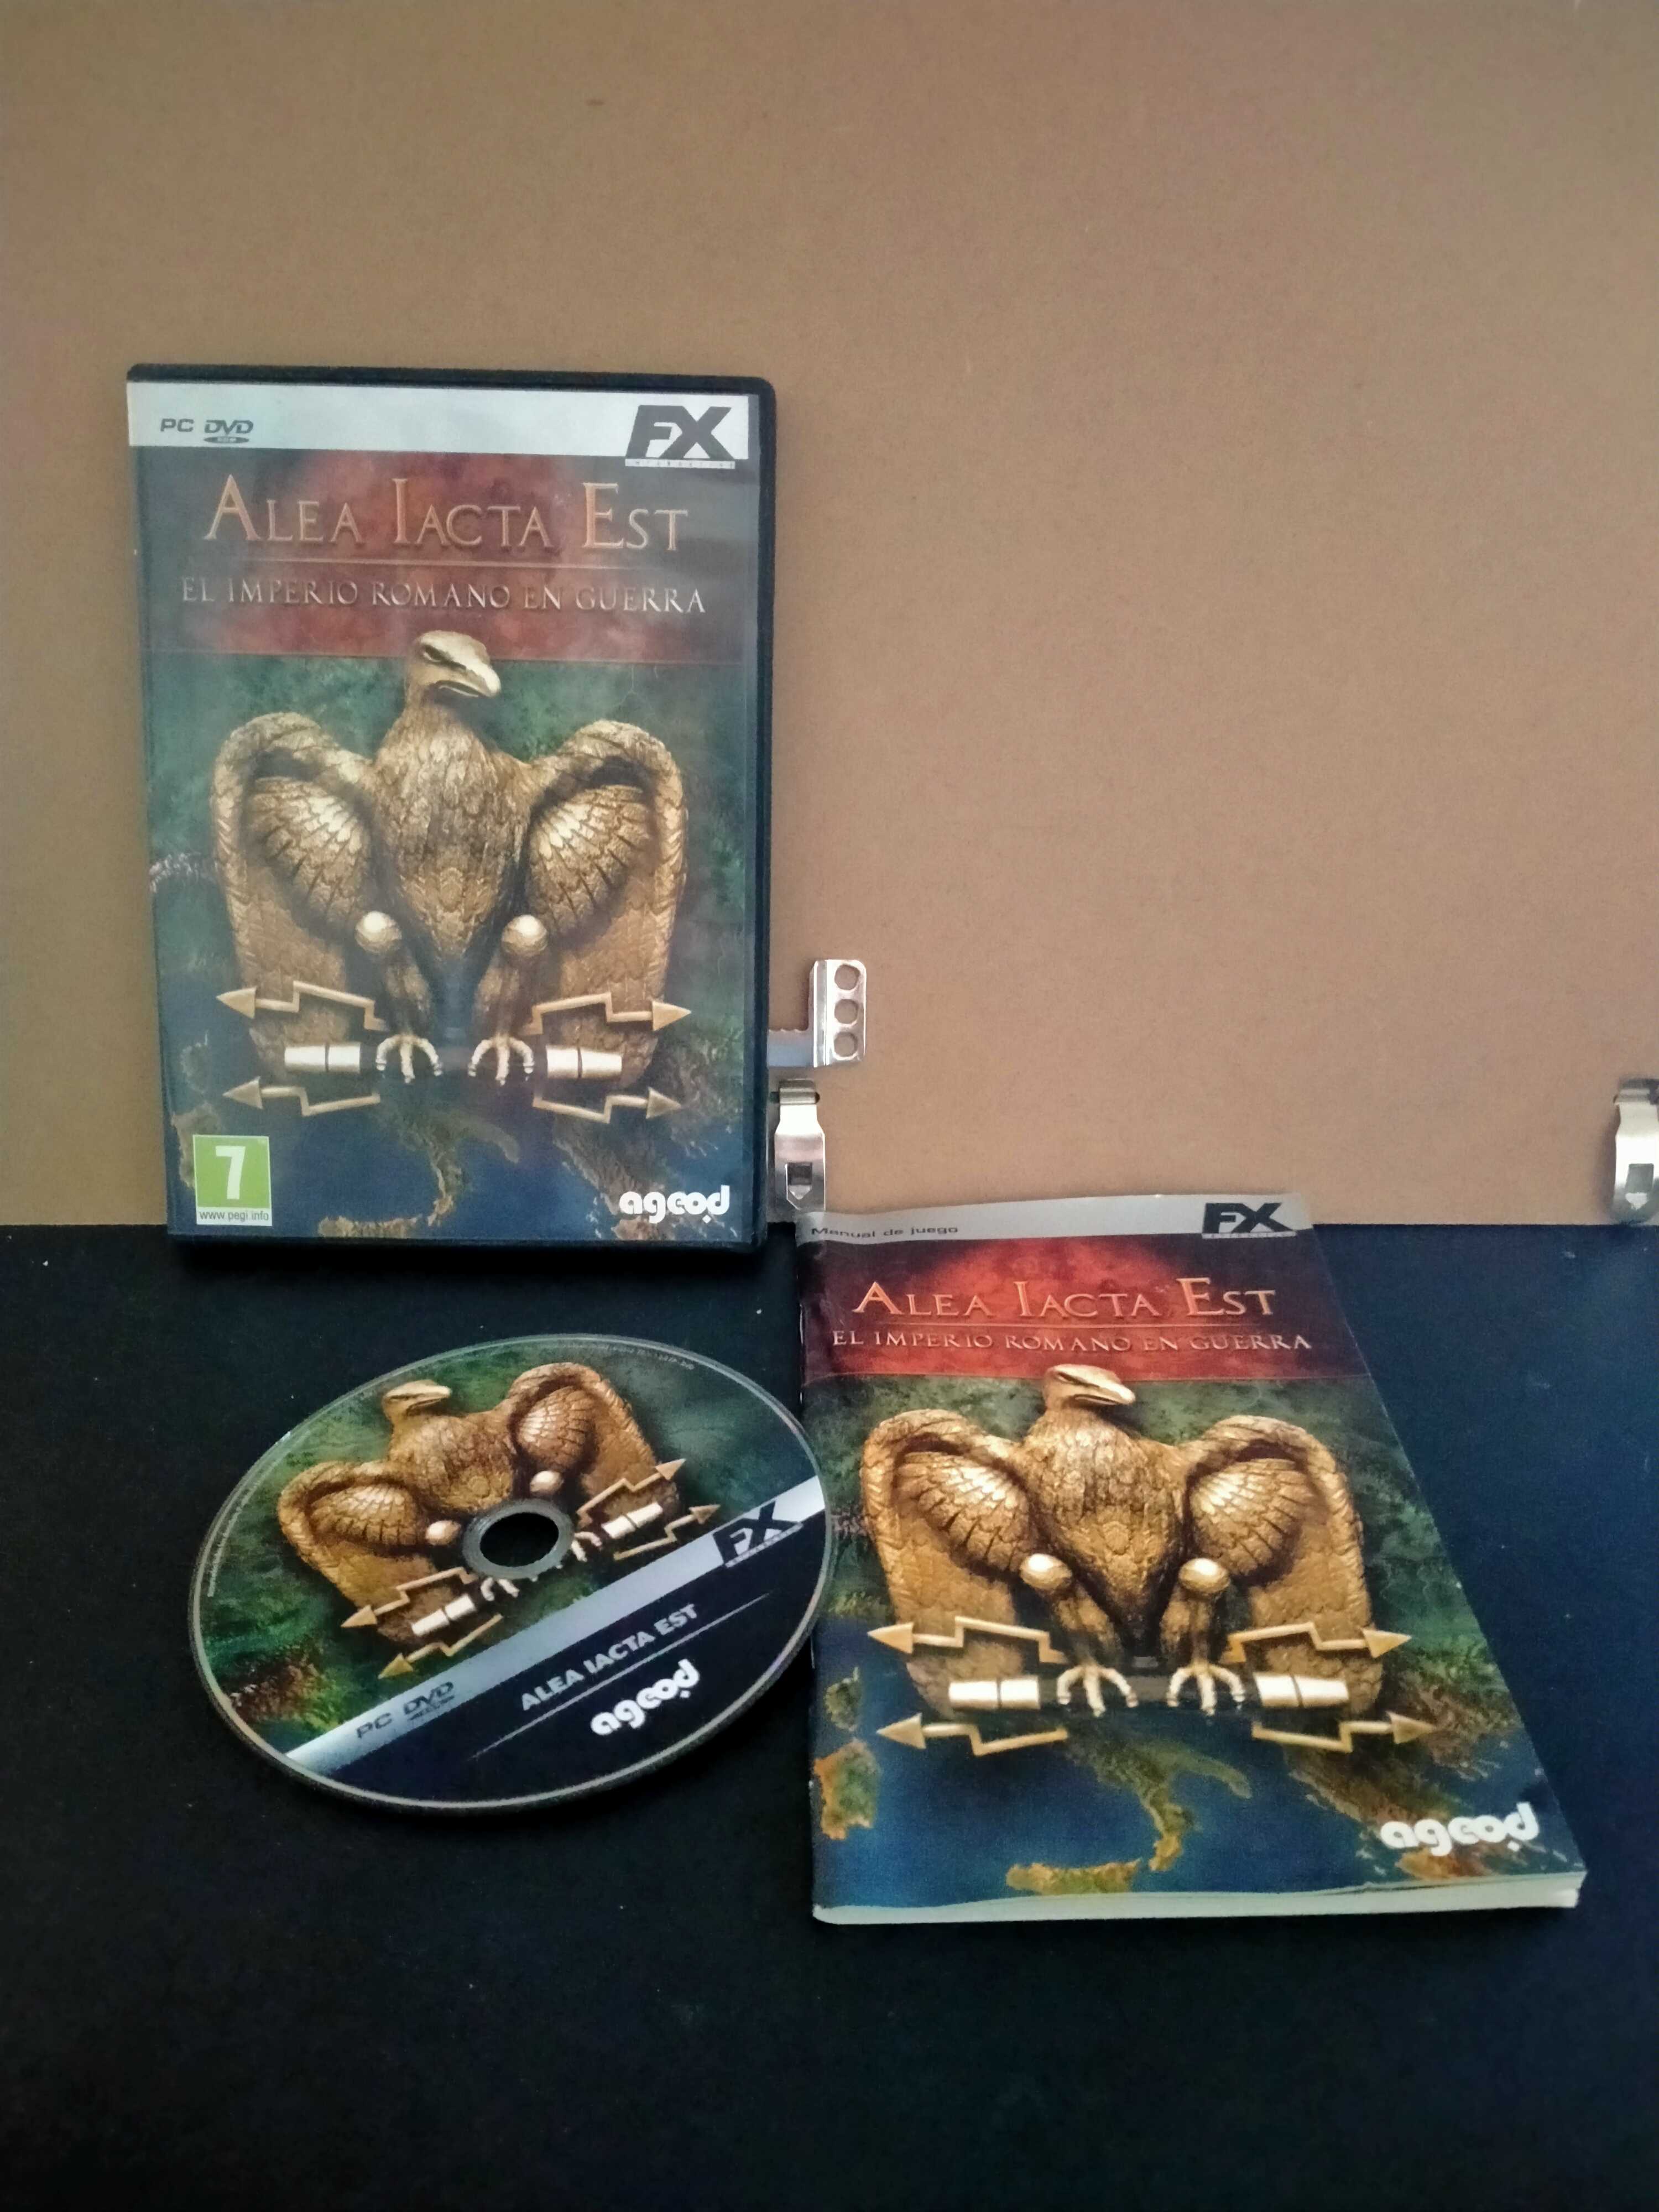 PC DVD
FX
INTERACTIVE
ALEA IACTA EST
EL IMPERIO ROMANO EN GUERRA
7
www.pegi.info
ageod
Manual de juego
FX
ALEA IACTA EST
EL IMPERIO ROMANO EN GUERRA
ageod
FX
PC DVD
ALEA IACTA EST
ageod